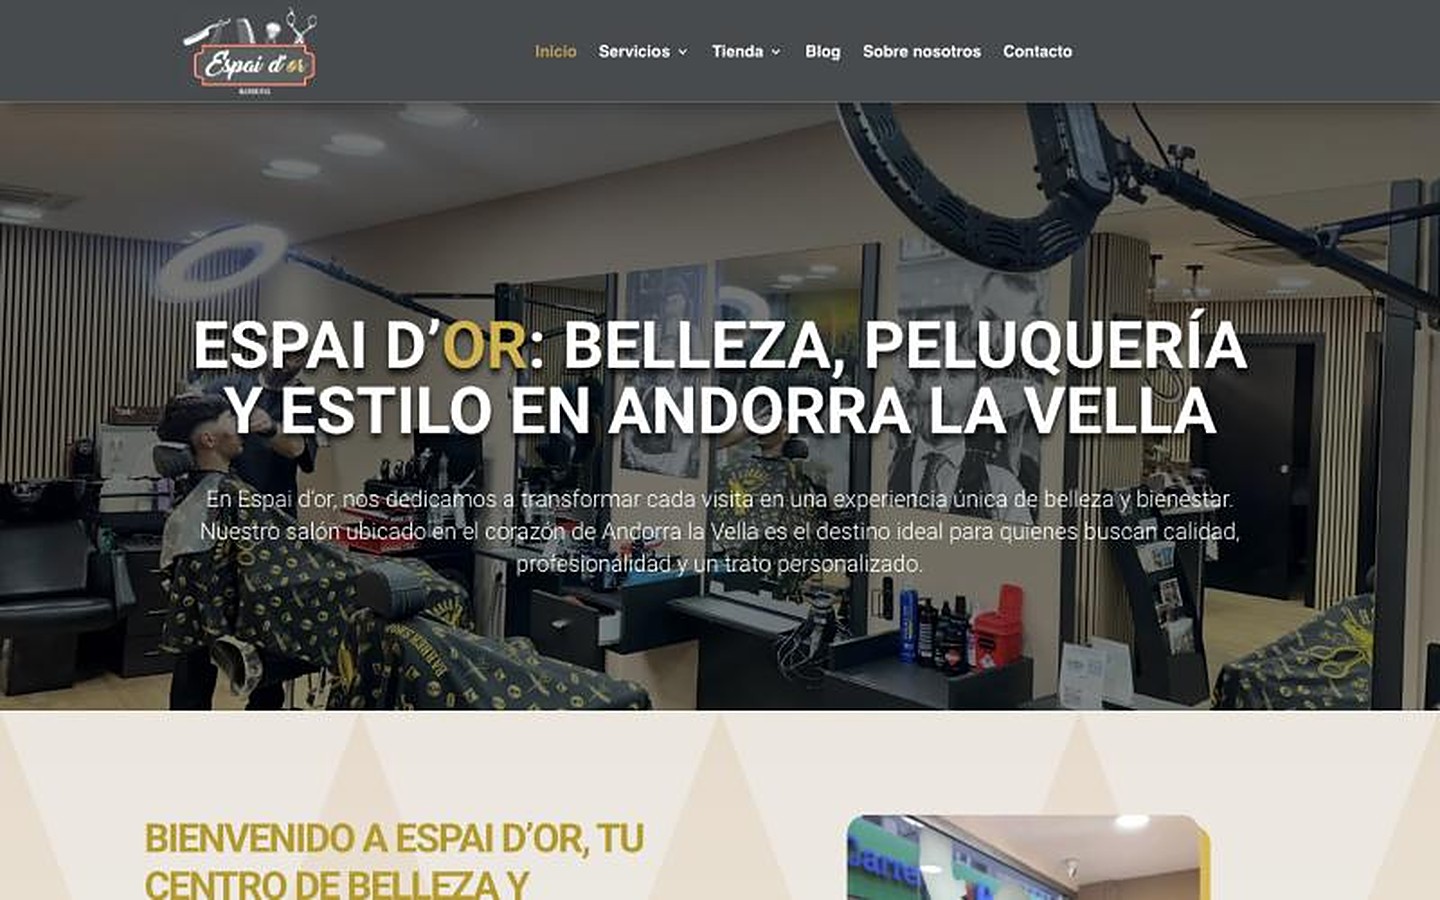 Espai d'or
Inicio
Servicios
Tienda
Blog
Sobre nosotros
Contacto
ESPAI D’OR: BELLEZA, PELUQUERÍA
Y ESTILO EN ANDORRA LA VELLA
En Espai d’or, nos dedicamos a transformar cada visita en una experiencia única de belleza y bienestar.
Nuestro salón ubicado en el corazón de Andorra la Vella es el destino ideal para quienes buscan calidad,
profesionalidad y un trato personalizado.
BIENVENIDO A ESPAI D’OR, TU
CENTRO DE BELLEZA Y